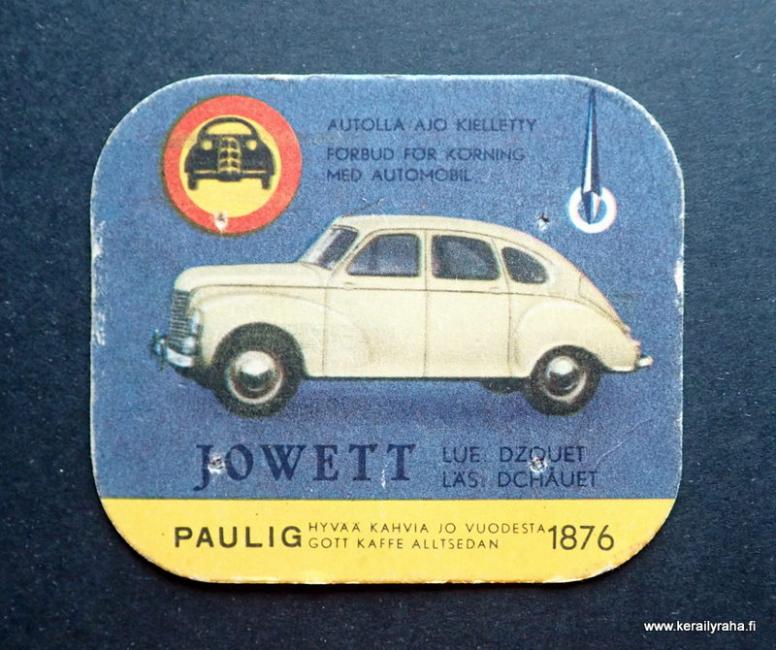 AUTOLLA AJO KIELLETTY
FÖRBUD FÖR KÖRNING
MED AUTOMOBIL
JOWETT
LUE: DZOUET
LÄS: DCHÅUET
PAULIG
HYVÄÄ KAHVIA JO VUODESTA
GOTT KAFFE ALLTSEDAN
1876
www.kerailyraha.fi